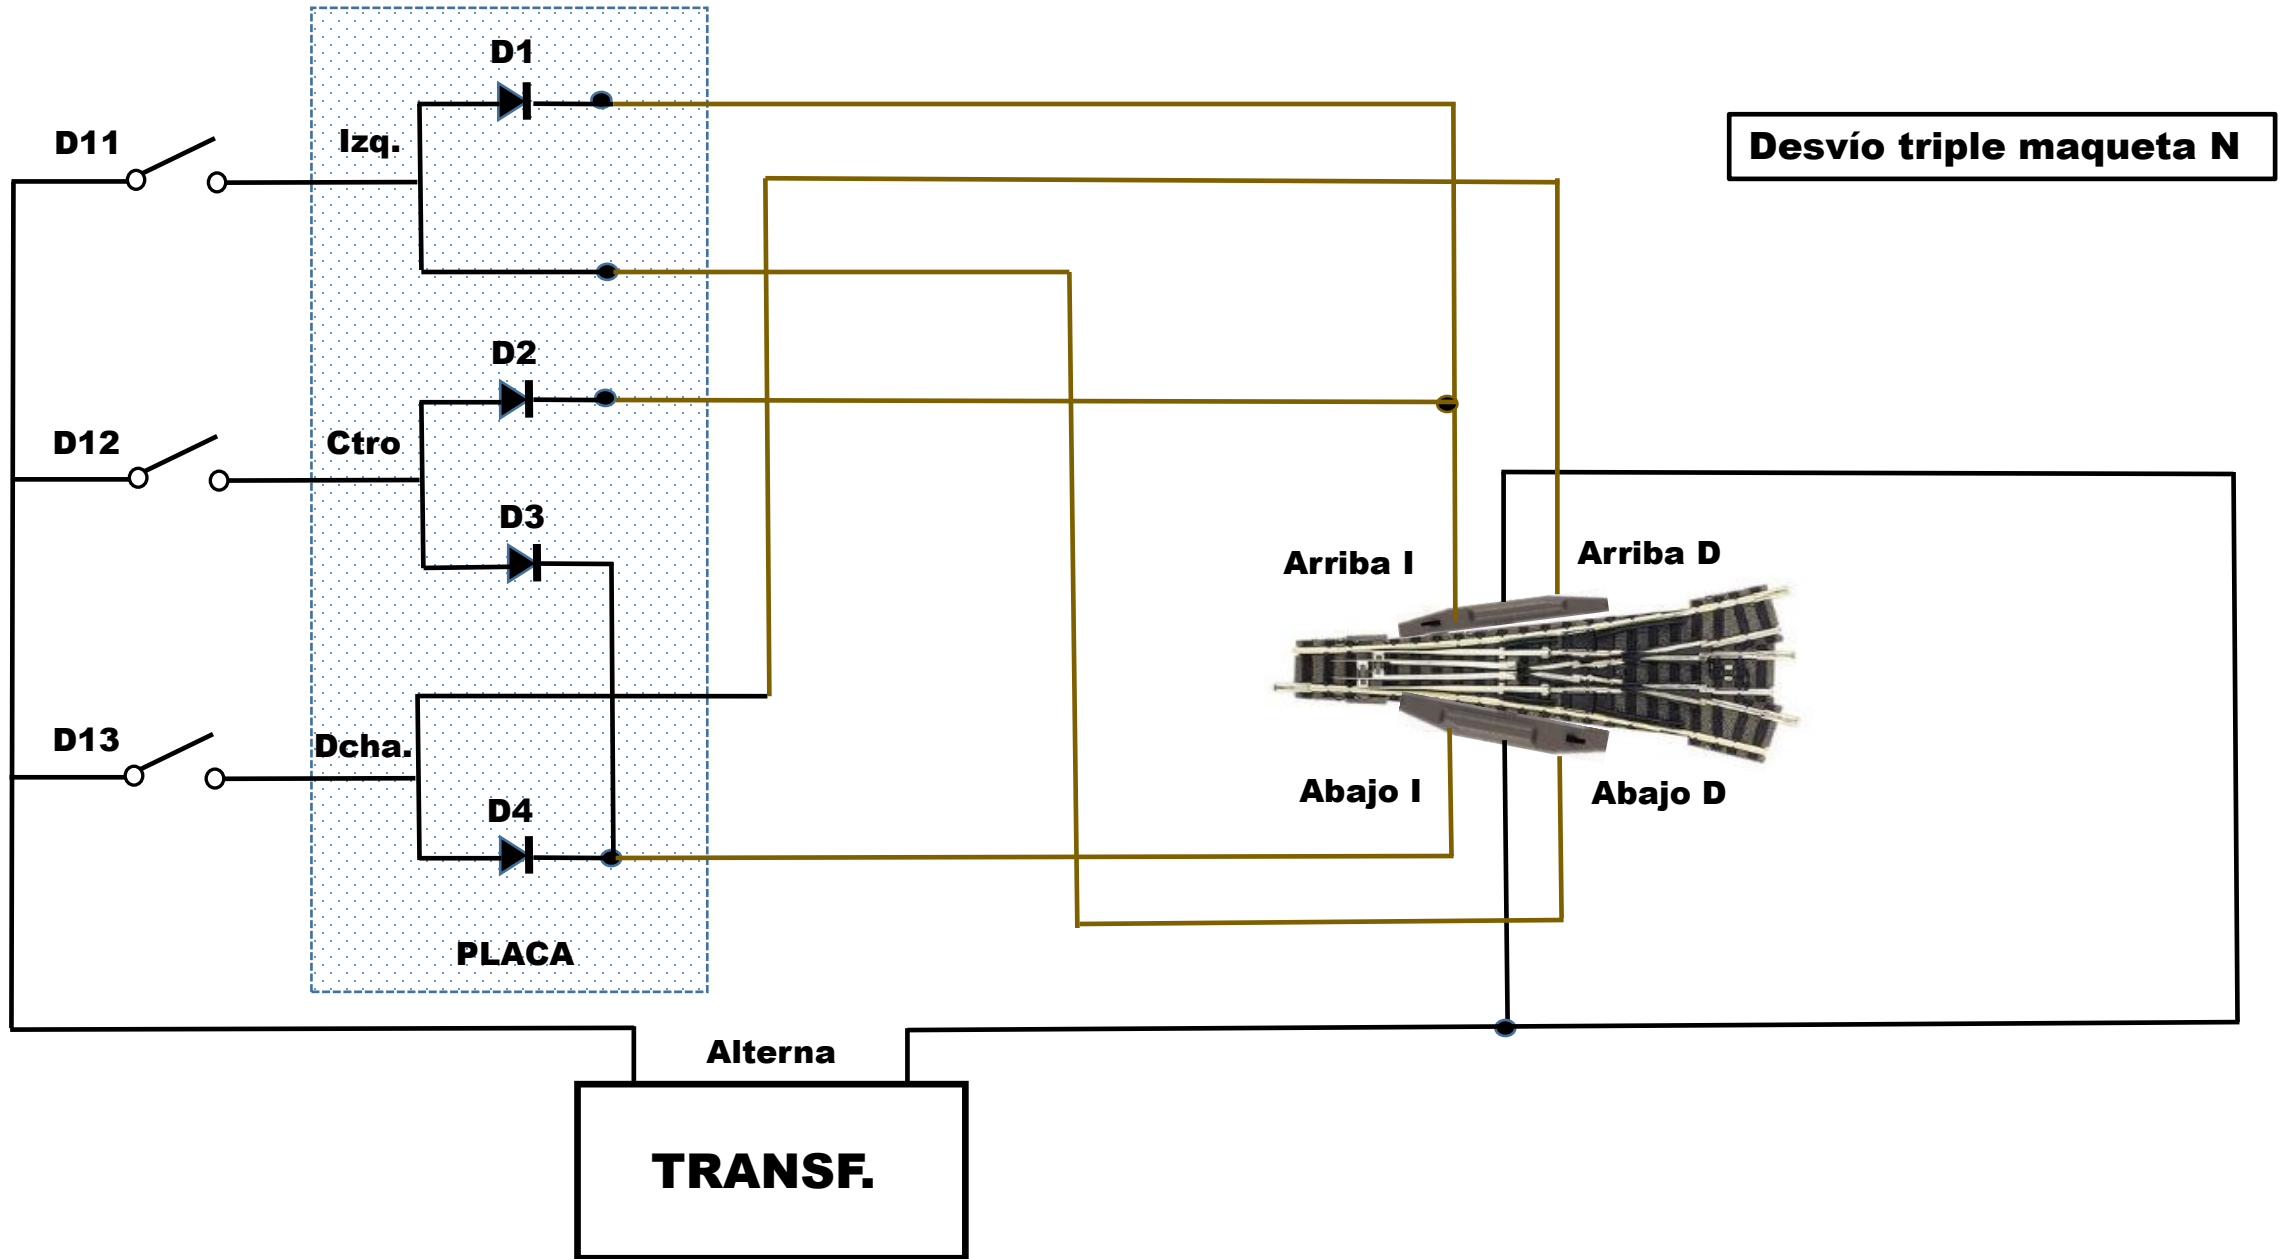 D1
D11
Izq.
Desvío triple maqueta N
D2
D12
Ctro
D3
Arriba I
Arriba D
D13
Dcha.
D4
Abajo I
Abajo D
PLACA
Alterna
TRANSF.